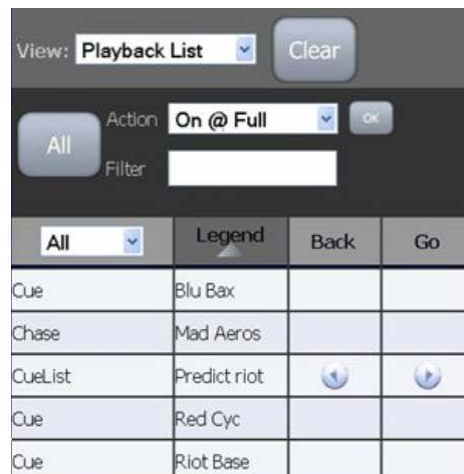 View: Playback List Clear
All Action On @ Full OK
Filter
All Legend Back Go
Cue Blu Bax
Chase Mad Aeros
CueList Predict riot
Cue Red Cyc
Cue Riot Base